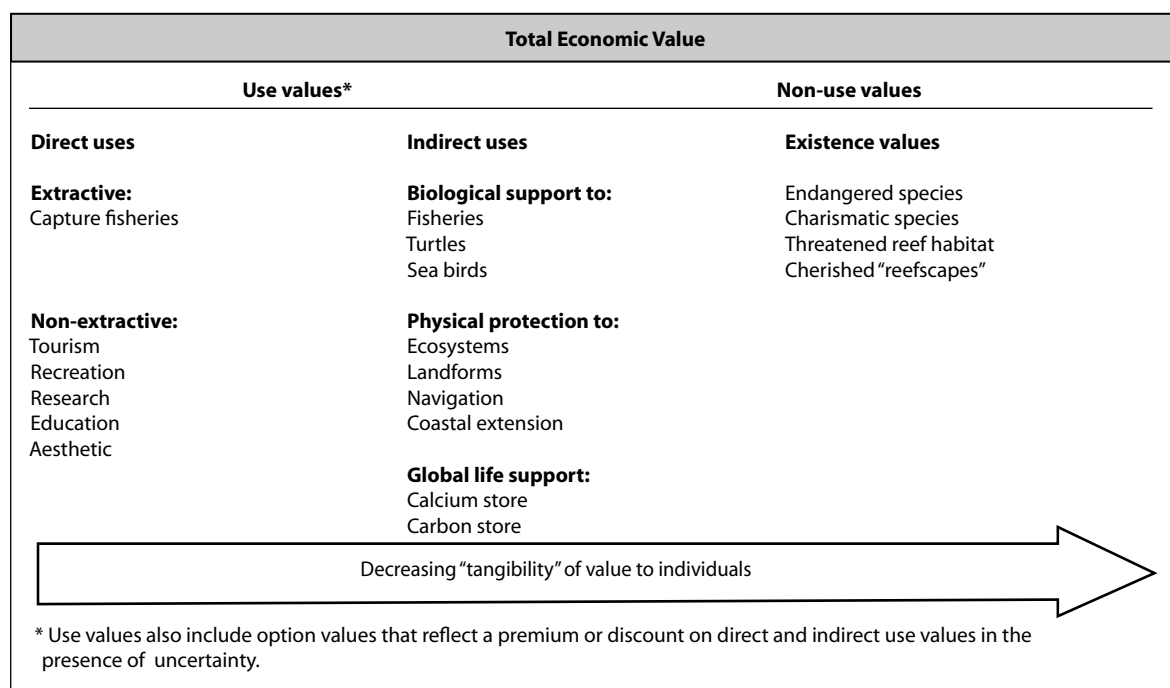 Total Economic Value
Use values*
Non-use values
Direct uses
Indirect uses
Existence values
Extractive:
Capture fisheries
Biological support to:
Fisheries
Turtles
Sea birds
Endangered species
Charismatic species
Threatened reef habitat
Cherished “reefscapes”
Non-extractive:
Tourism
Recreation
Research
Education
Aesthetic
Physical protection to:
Ecosystems
Landforms
Navigation
Coastal extension
Global life support:
Calcium store
Carbon store
Decreasing “tangibility” of value to individuals
* Use values also include option values that reflect a premium or discount on direct and indirect use values in the
presence of uncertainty.